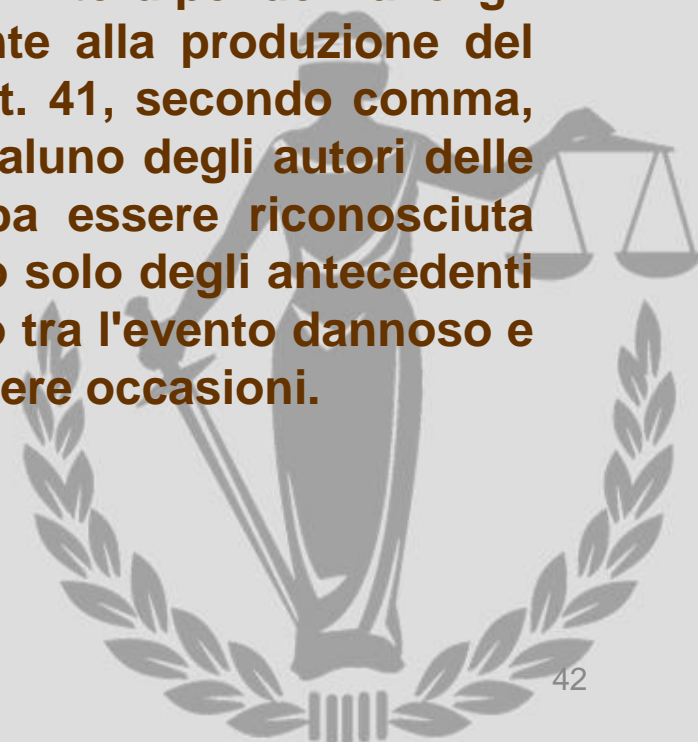 nte alla produzione del
t. 41, secondo comma,
aluno degli autori delle
pa essere riconosciuta
o solo degli antecedenti
o tra l'evento dannoso e
ere occasioni.
42